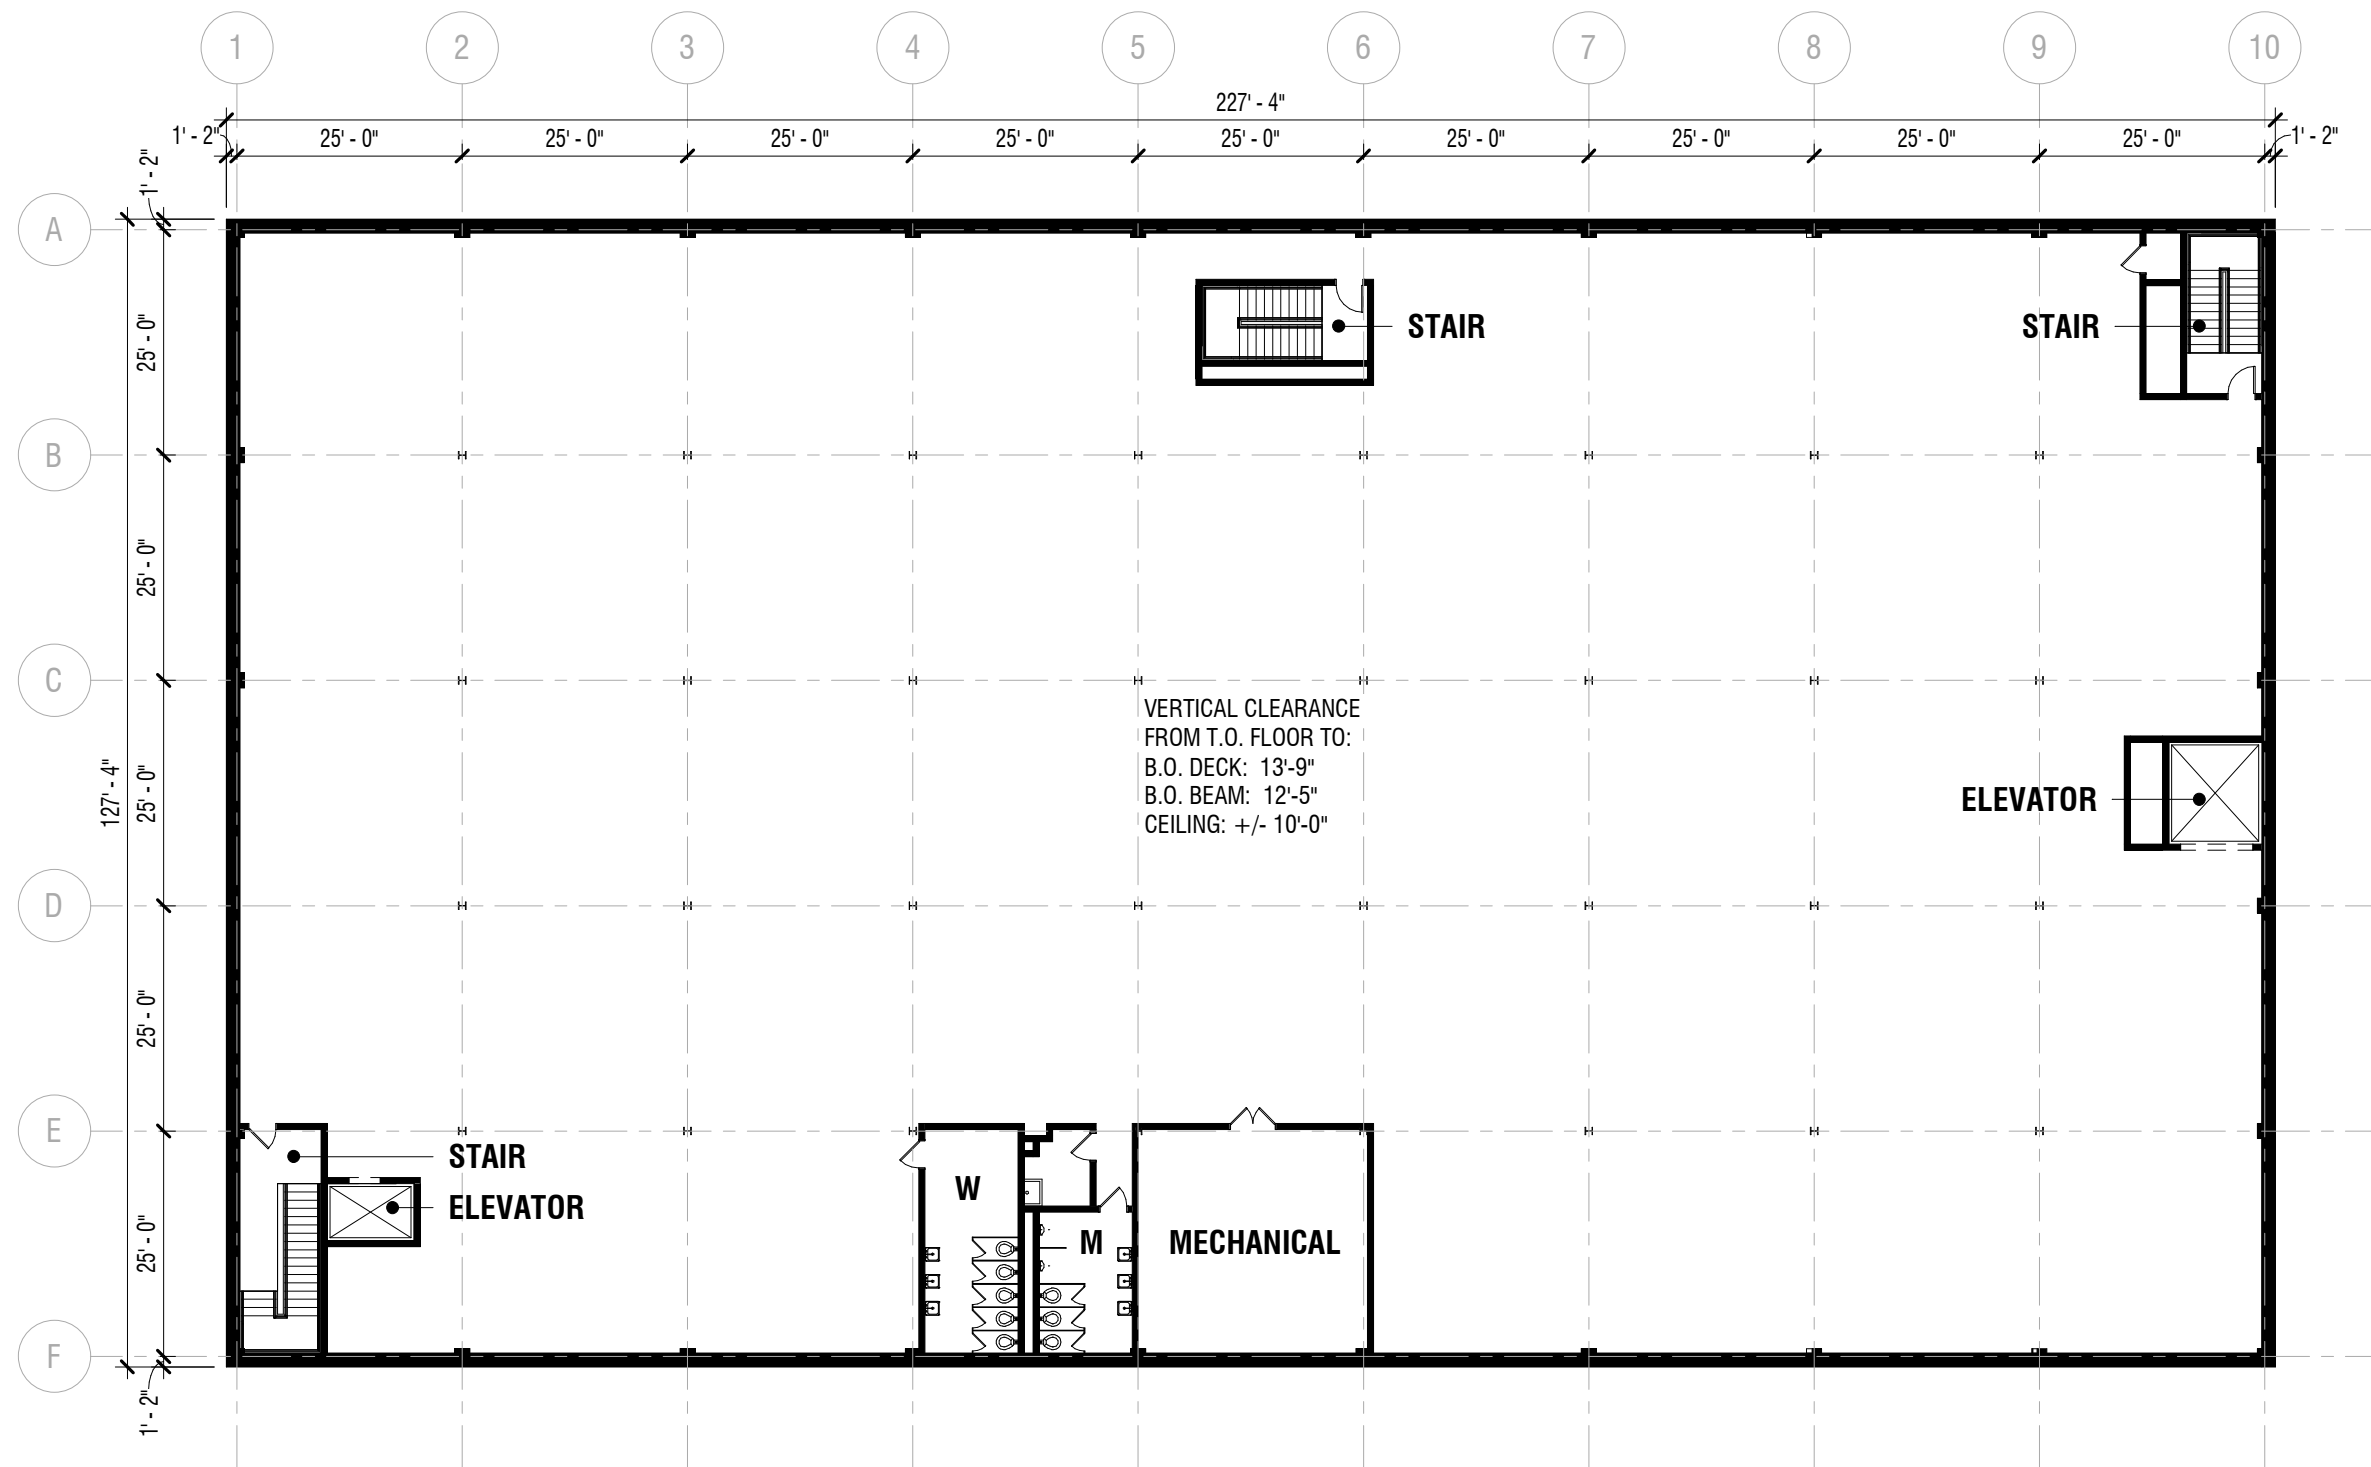 1 2 3 4 5 6 7 8 9 10
227' - 4"
1' - 2" 25' - 0" 25' - 0" 25' - 0" 25' - 0" 25' - 0" 25' - 0" 25' - 0" 25' - 0" 25' - 0" 1' - 2"
1' - 2"
A
25' - 0"
STAIR
STAIR
B
25' - 0"
C
VERTICAL CLEARANCE
FROM T.O. FLOOR TO:
B.O. DECK: 13'-9"
B.O. BEAM: 12'-5"
CEILING: +/- 10'-0"
127' - 4"
25' - 0"
ELEVATOR
D
25' - 0"
E
STAIR
ELEVATOR
W
M
MECHANICAL
25' - 0"
F
1' - 2"